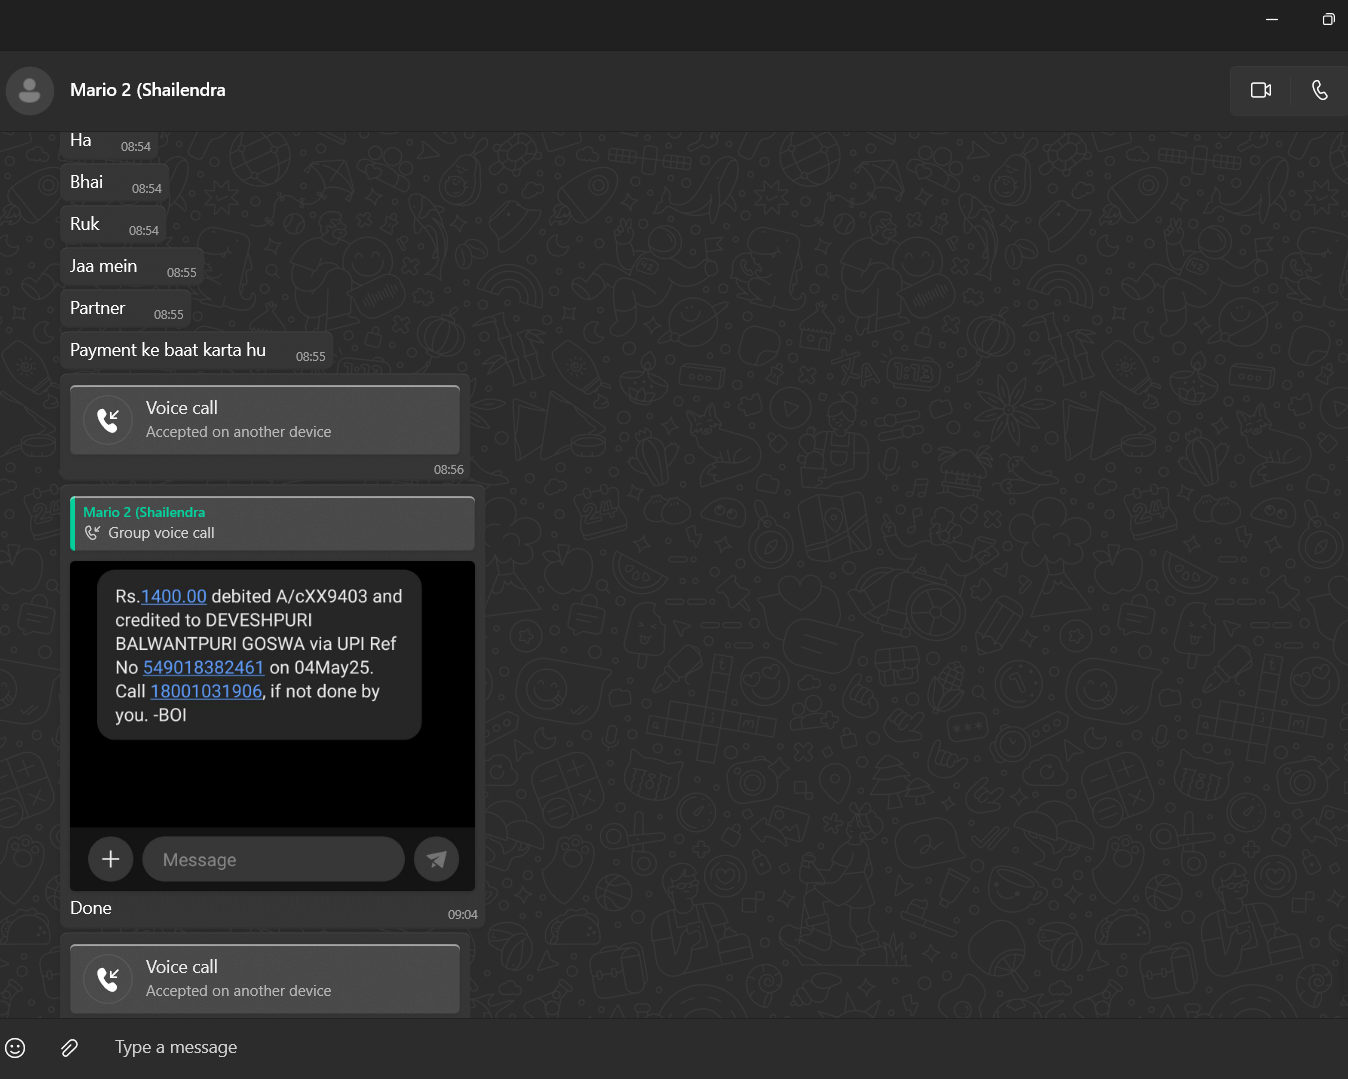 Mario 2 (Shailendra
Ha 08:54
Bhai 08:54
Ruk 08:54
Jaa mein 08:55
Partner 08:55
Payment ke baat karta hu 08:55
Voice call
Accepted on another device
08:56
Mario 2 (Shailendra
Group voice call
Rs.1400.00 debited A/cXX9403 and
credited to DEVESHPURI
BALWANTPURI GOSWA via UPI Ref
No 549018382461 on 04May25.
Call 18001031906, if not done by
you. -BOI
Message
Done 09:04
Voice call
Accepted on another device
Type a message